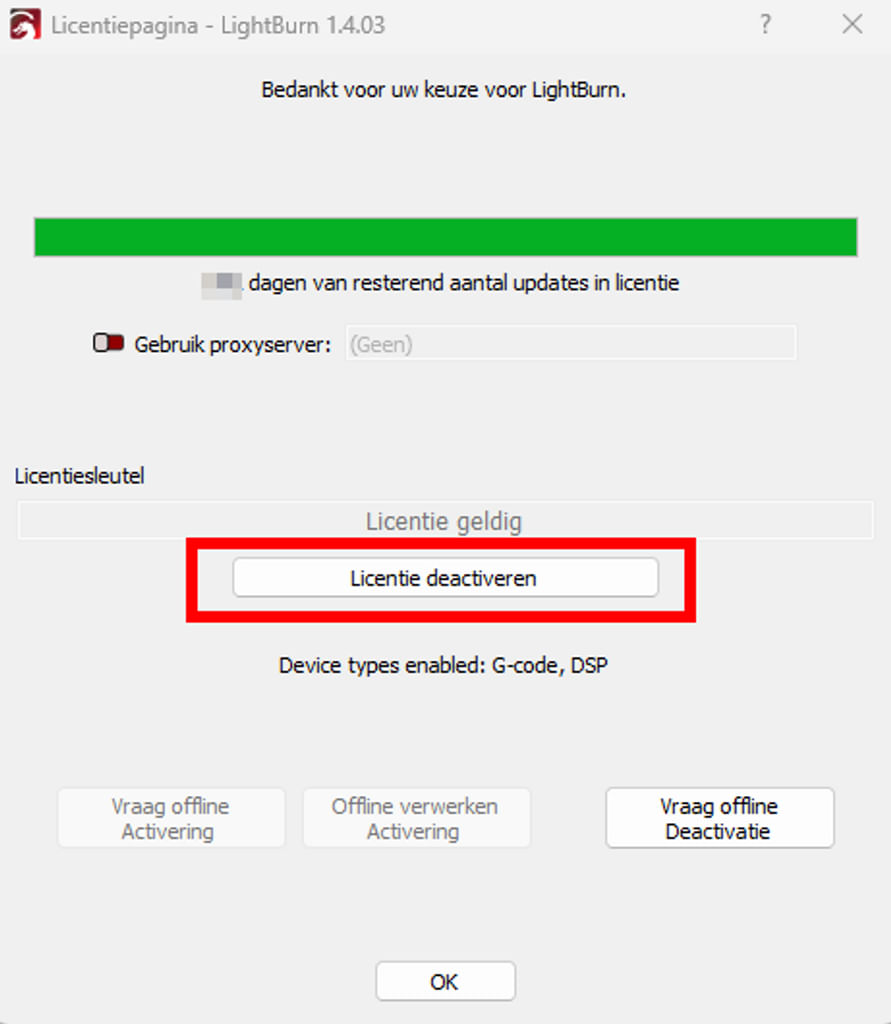 Licentiepagina - LightBurn 1.4.03
?
Bedankt voor uw keuze voor LightBurn.
dagen van resterend aantal updates in licentie
Gebruik proxyserver: (Geen)
Licentiesleutel
Licentie geldig
Licentie deactiveren
Device types enabled: G-code, DSP
Vraag offline
Activering
Offline verwerken
Activering
Vraag offline
Deactivatie
OK